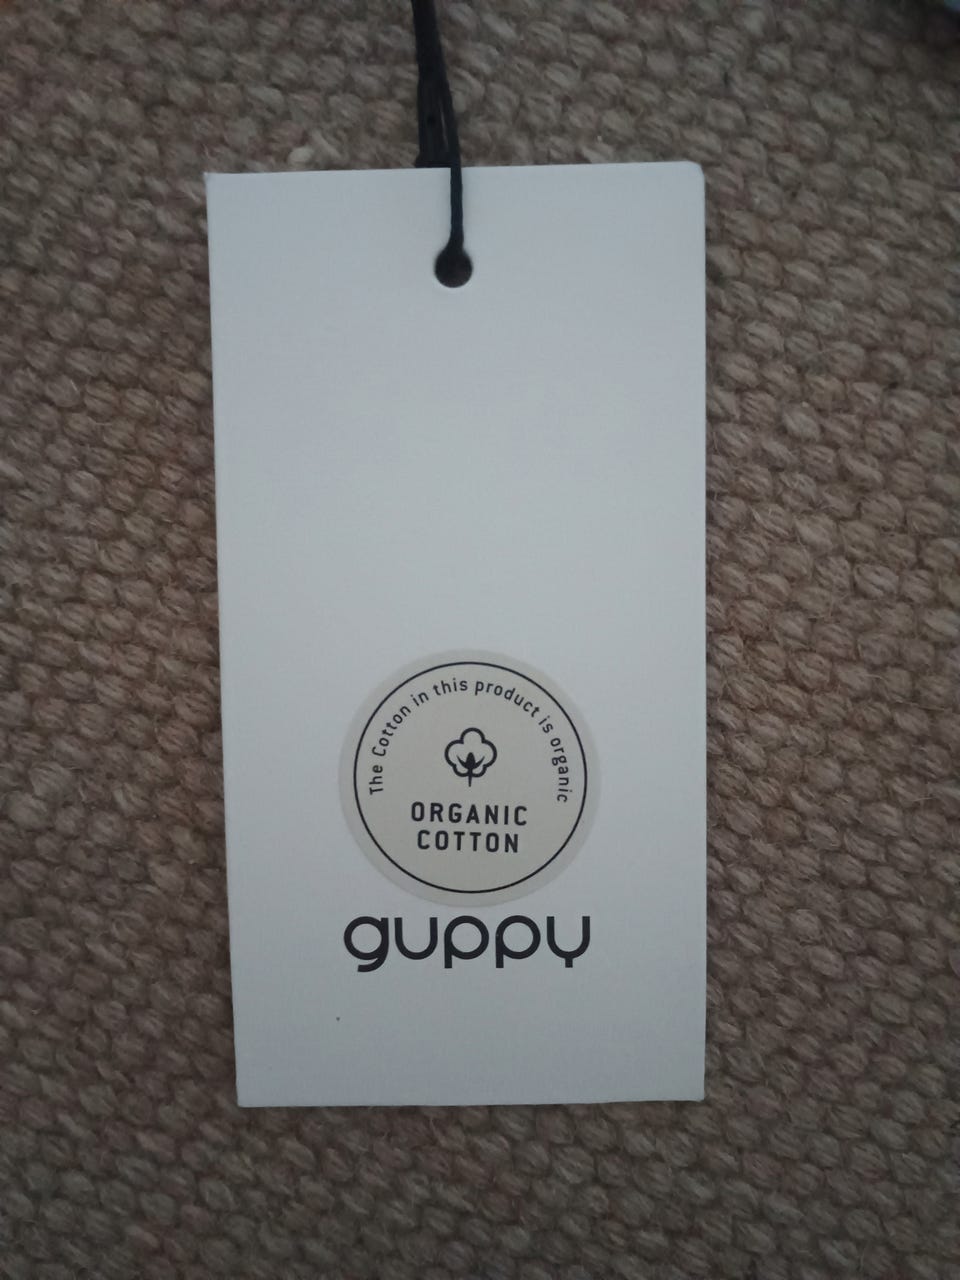 The Cotton in this product is organic
ORGANIC
COTTON
guppy